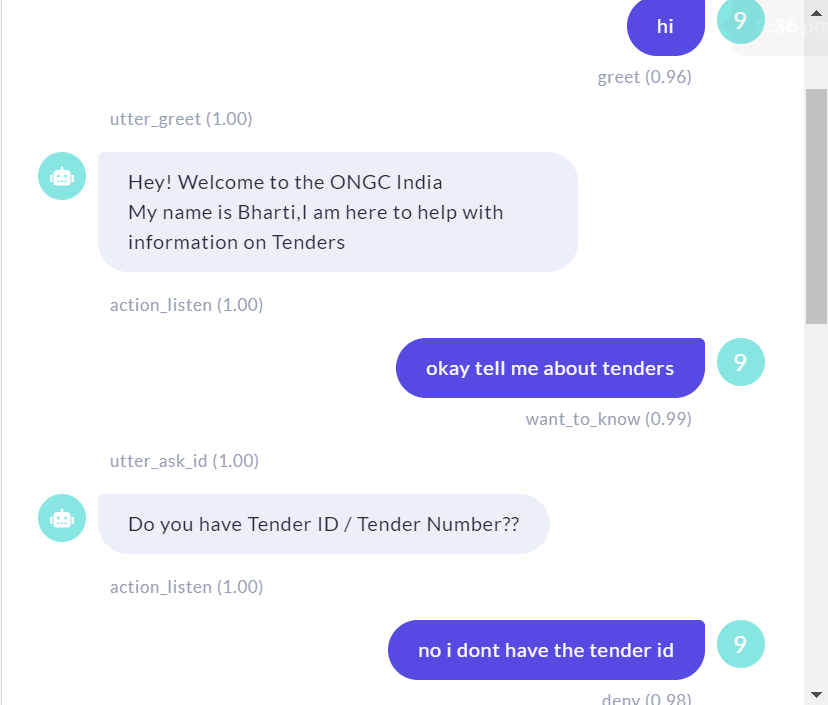 hi
9
9:36 pm
greet (0.96)
utter_greet (1.00)
Hey! Welcome to the ONGC India
My name is Bharti,I am here to help with
information on Tenders
action_listen (1.00)
okay tell me about tenders
9
want_to_know (0.99)
utter_ask_id (1.00)
Do you have Tender ID / Tender Number??
action_listen (1.00)
no i dont have the tender id
9
deny (0.98)